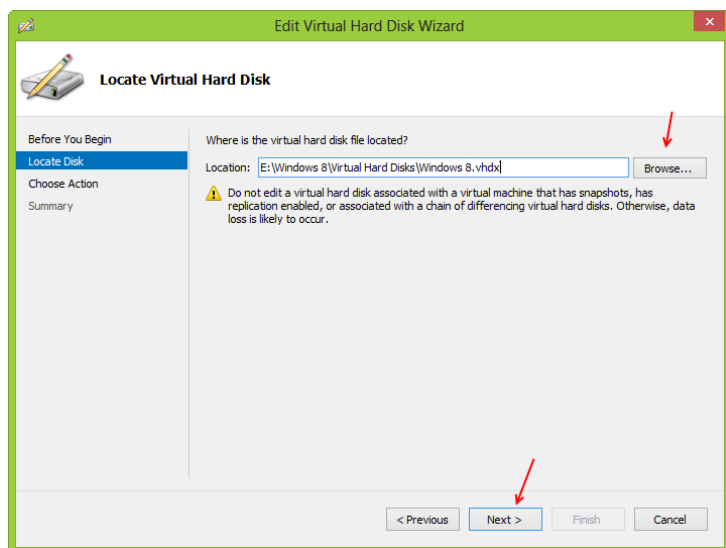 Edit Virtual Hard Disk Wizard
Locate Virtual Hard Disk
Before You Begin
Locate Disk
Choose Action
Summary
Where is the virtual hard disk file located?
Location: E:\Windows 8\Virtual Hard Disks\Windows 8.vhdx Browse...
Do not edit a virtual hard disk associated with a virtual machine that has snapshots, has
replication enabled, or associated with a chain of differencing virtual hard disks. Otherwise, data
loss is likely to occur.
< Previous Next > Finish Cancel